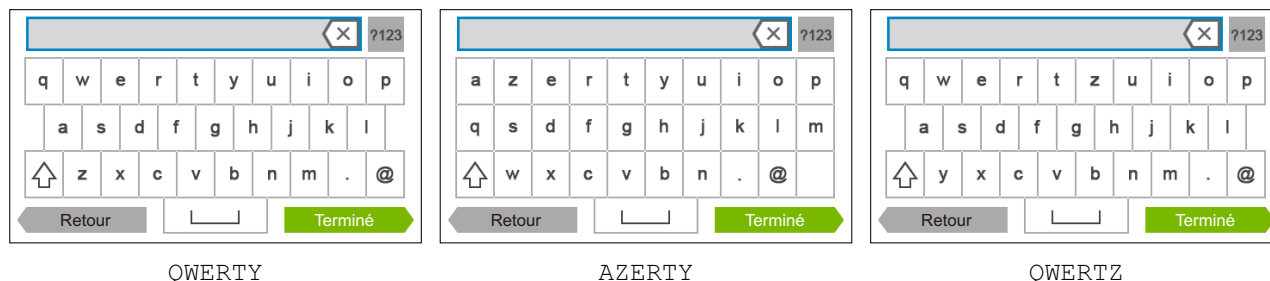 ?123
q w e r t y u i o p
a s d f g h j k l
z x c v b n m . @
Retour Terminé
QWERTY
?123
a z e r t y u i o p
q s d f g h j k l m
w x c v b n . @
Retour Terminé
AZERTY
?123
q w e r t z u i o p
a s d f g h j k l
y x c v b n m . @
Retour Terminé
QWERTZ